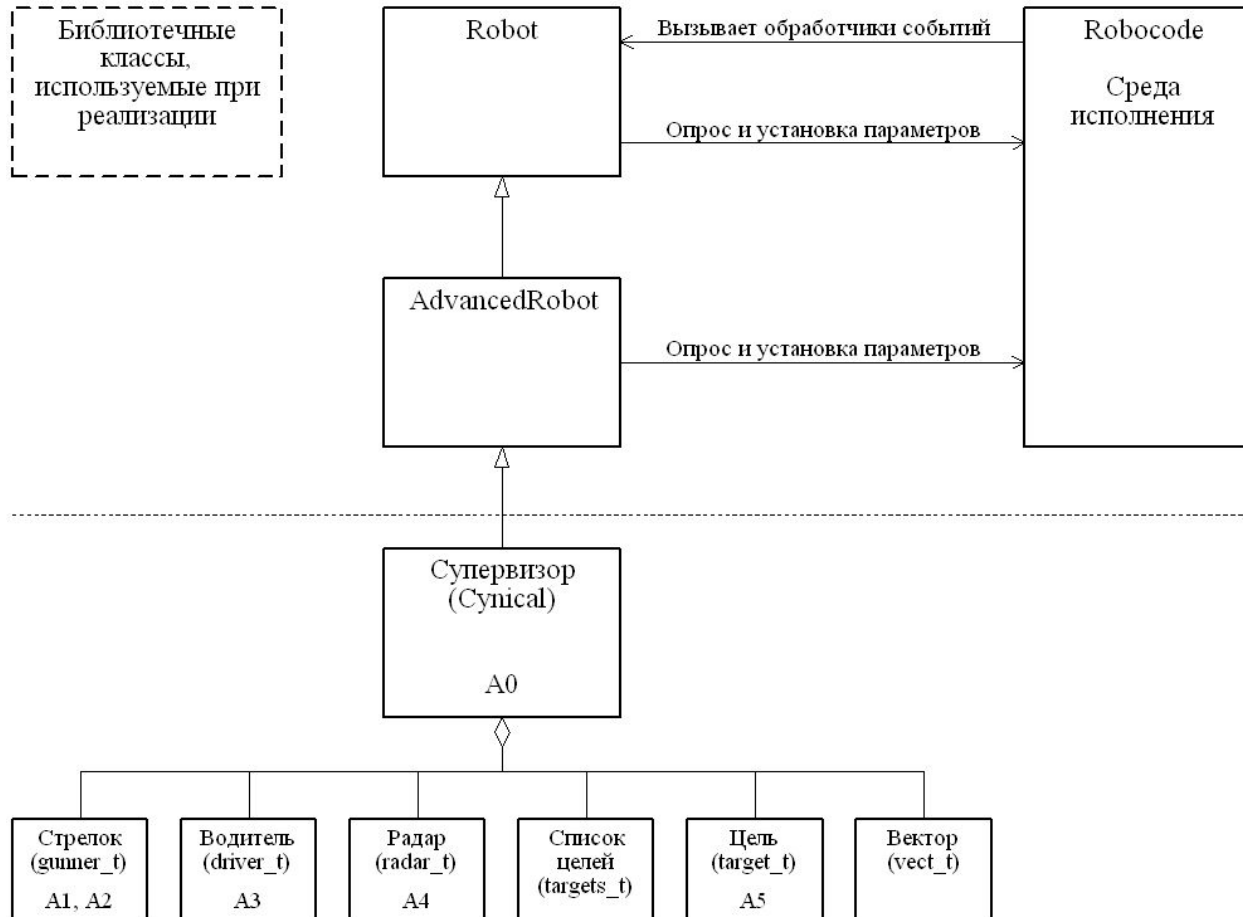 Библиотечные
классы,
используемые при
реализации
Robot
Вызывает обработчики событий
Robocode
Среда
исполнения
Опрос и установка параметров
AdvancedRobot
Опрос и установка параметров
Супервизор
(Cynical)
A0
Стрелок
(gunner_t)
A1, A2
Водитель
(driver_t)
A3
Радар
(radar_t)
A4
Список
целей
(targets_t)
Цель
(target_t)
A5
Вектор
(vect_t)